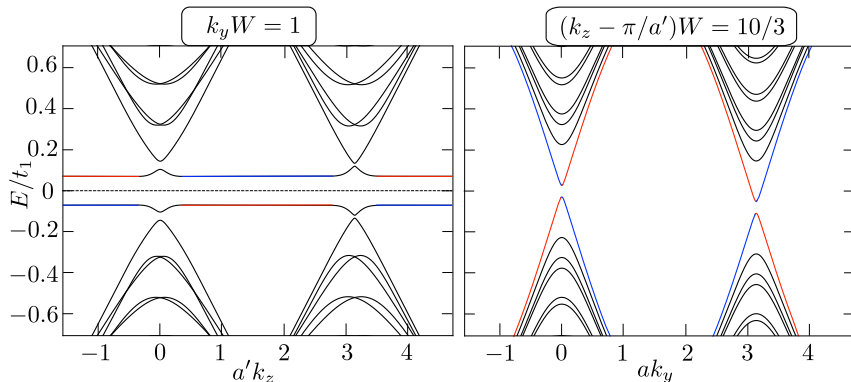 k_yW = 1
(k_z − π/a′)W = 10/3
E/t_1
0.6
0.4
0.2
0
−0.2
−0.4
−0.6
−1 0 1 2 3 4
−1 0 1 2 3 4
a′k_z
ak_y